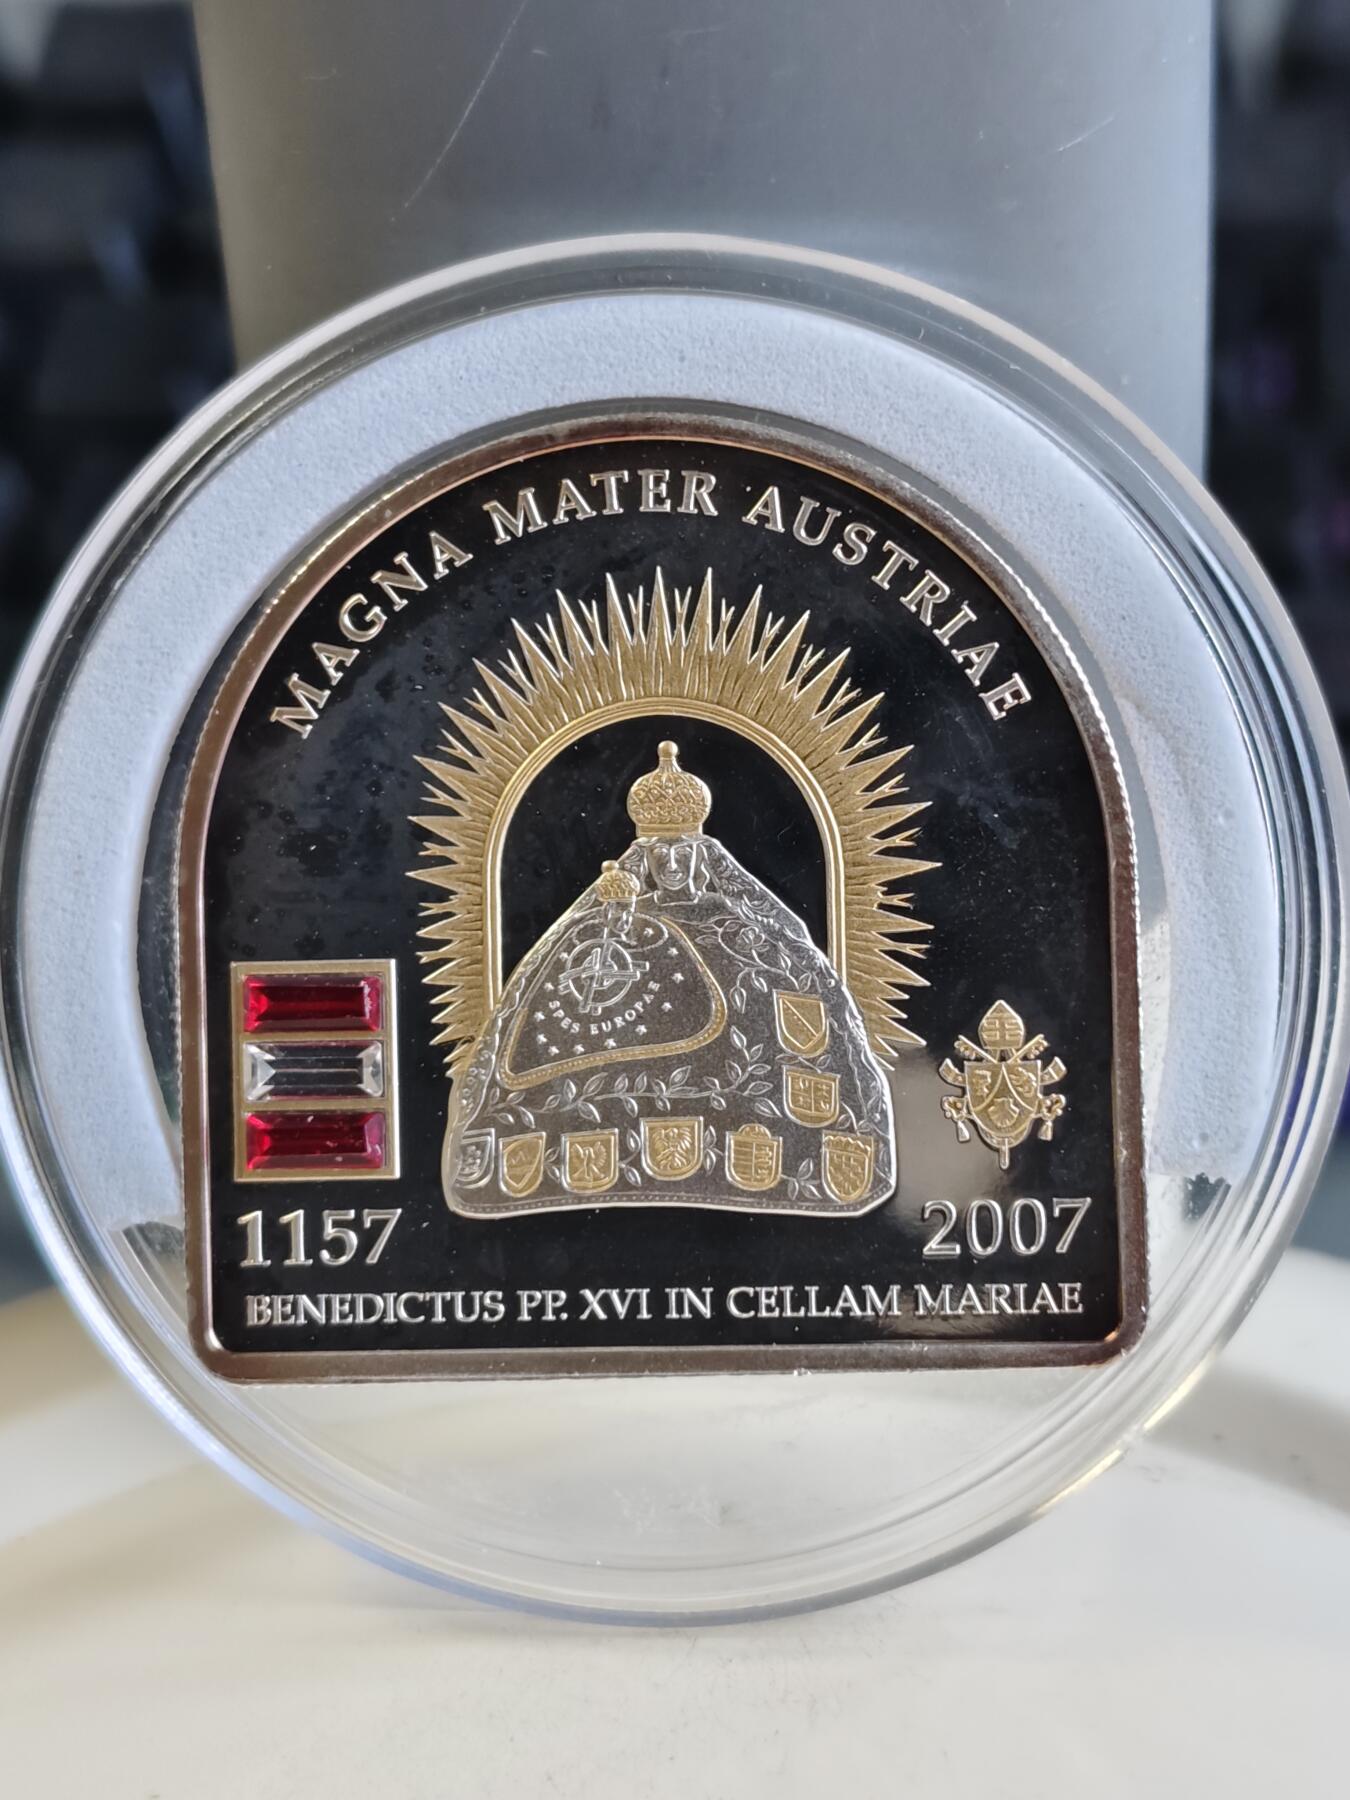 MAGNA MATER AUSTRIAE
SPES EUROPAE
1157 2007
BENEDICTUS PP. XVI IN CELLAM MARIAE